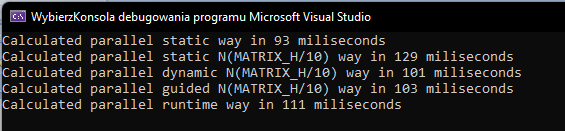 WybierzKonsola debugowania programu Microsoft Visual Studio
Calculated parallel static way in 93 miliseconds
Calculated parallel static N(MATRIX_H/10) way in 129 miliseconds
Calculated parallel dynamic N(MATRIX_H/10) way in 101 miliseconds
Calculated parallel guided N(MATRIX_H/10) way in 103 miliseconds
Calculated parallel runtime way in 111 miliseconds